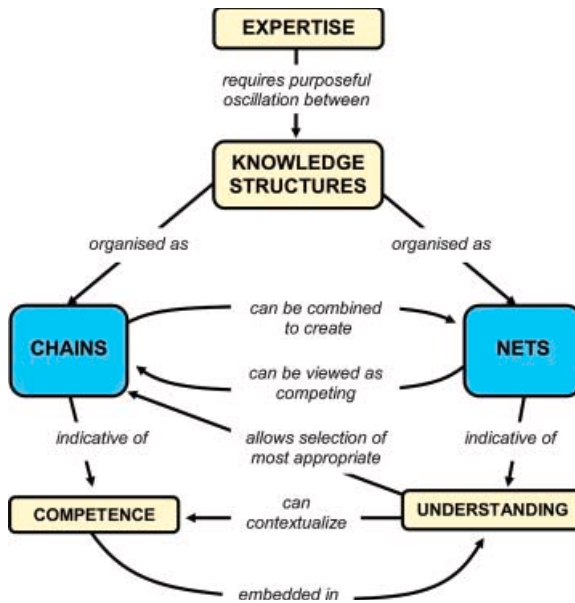 EXPERTISE
requires purposeful
oscillation between
KNOWLEDGE
STRUCTURES
organised as
organised as
CHAINS
can be combined
to create
NETS
can be viewed as
competing
indicative of
allows selection of
most appropriate
indicative of
COMPETENCE
can
contextualize
UNDERSTANDING
embedded in